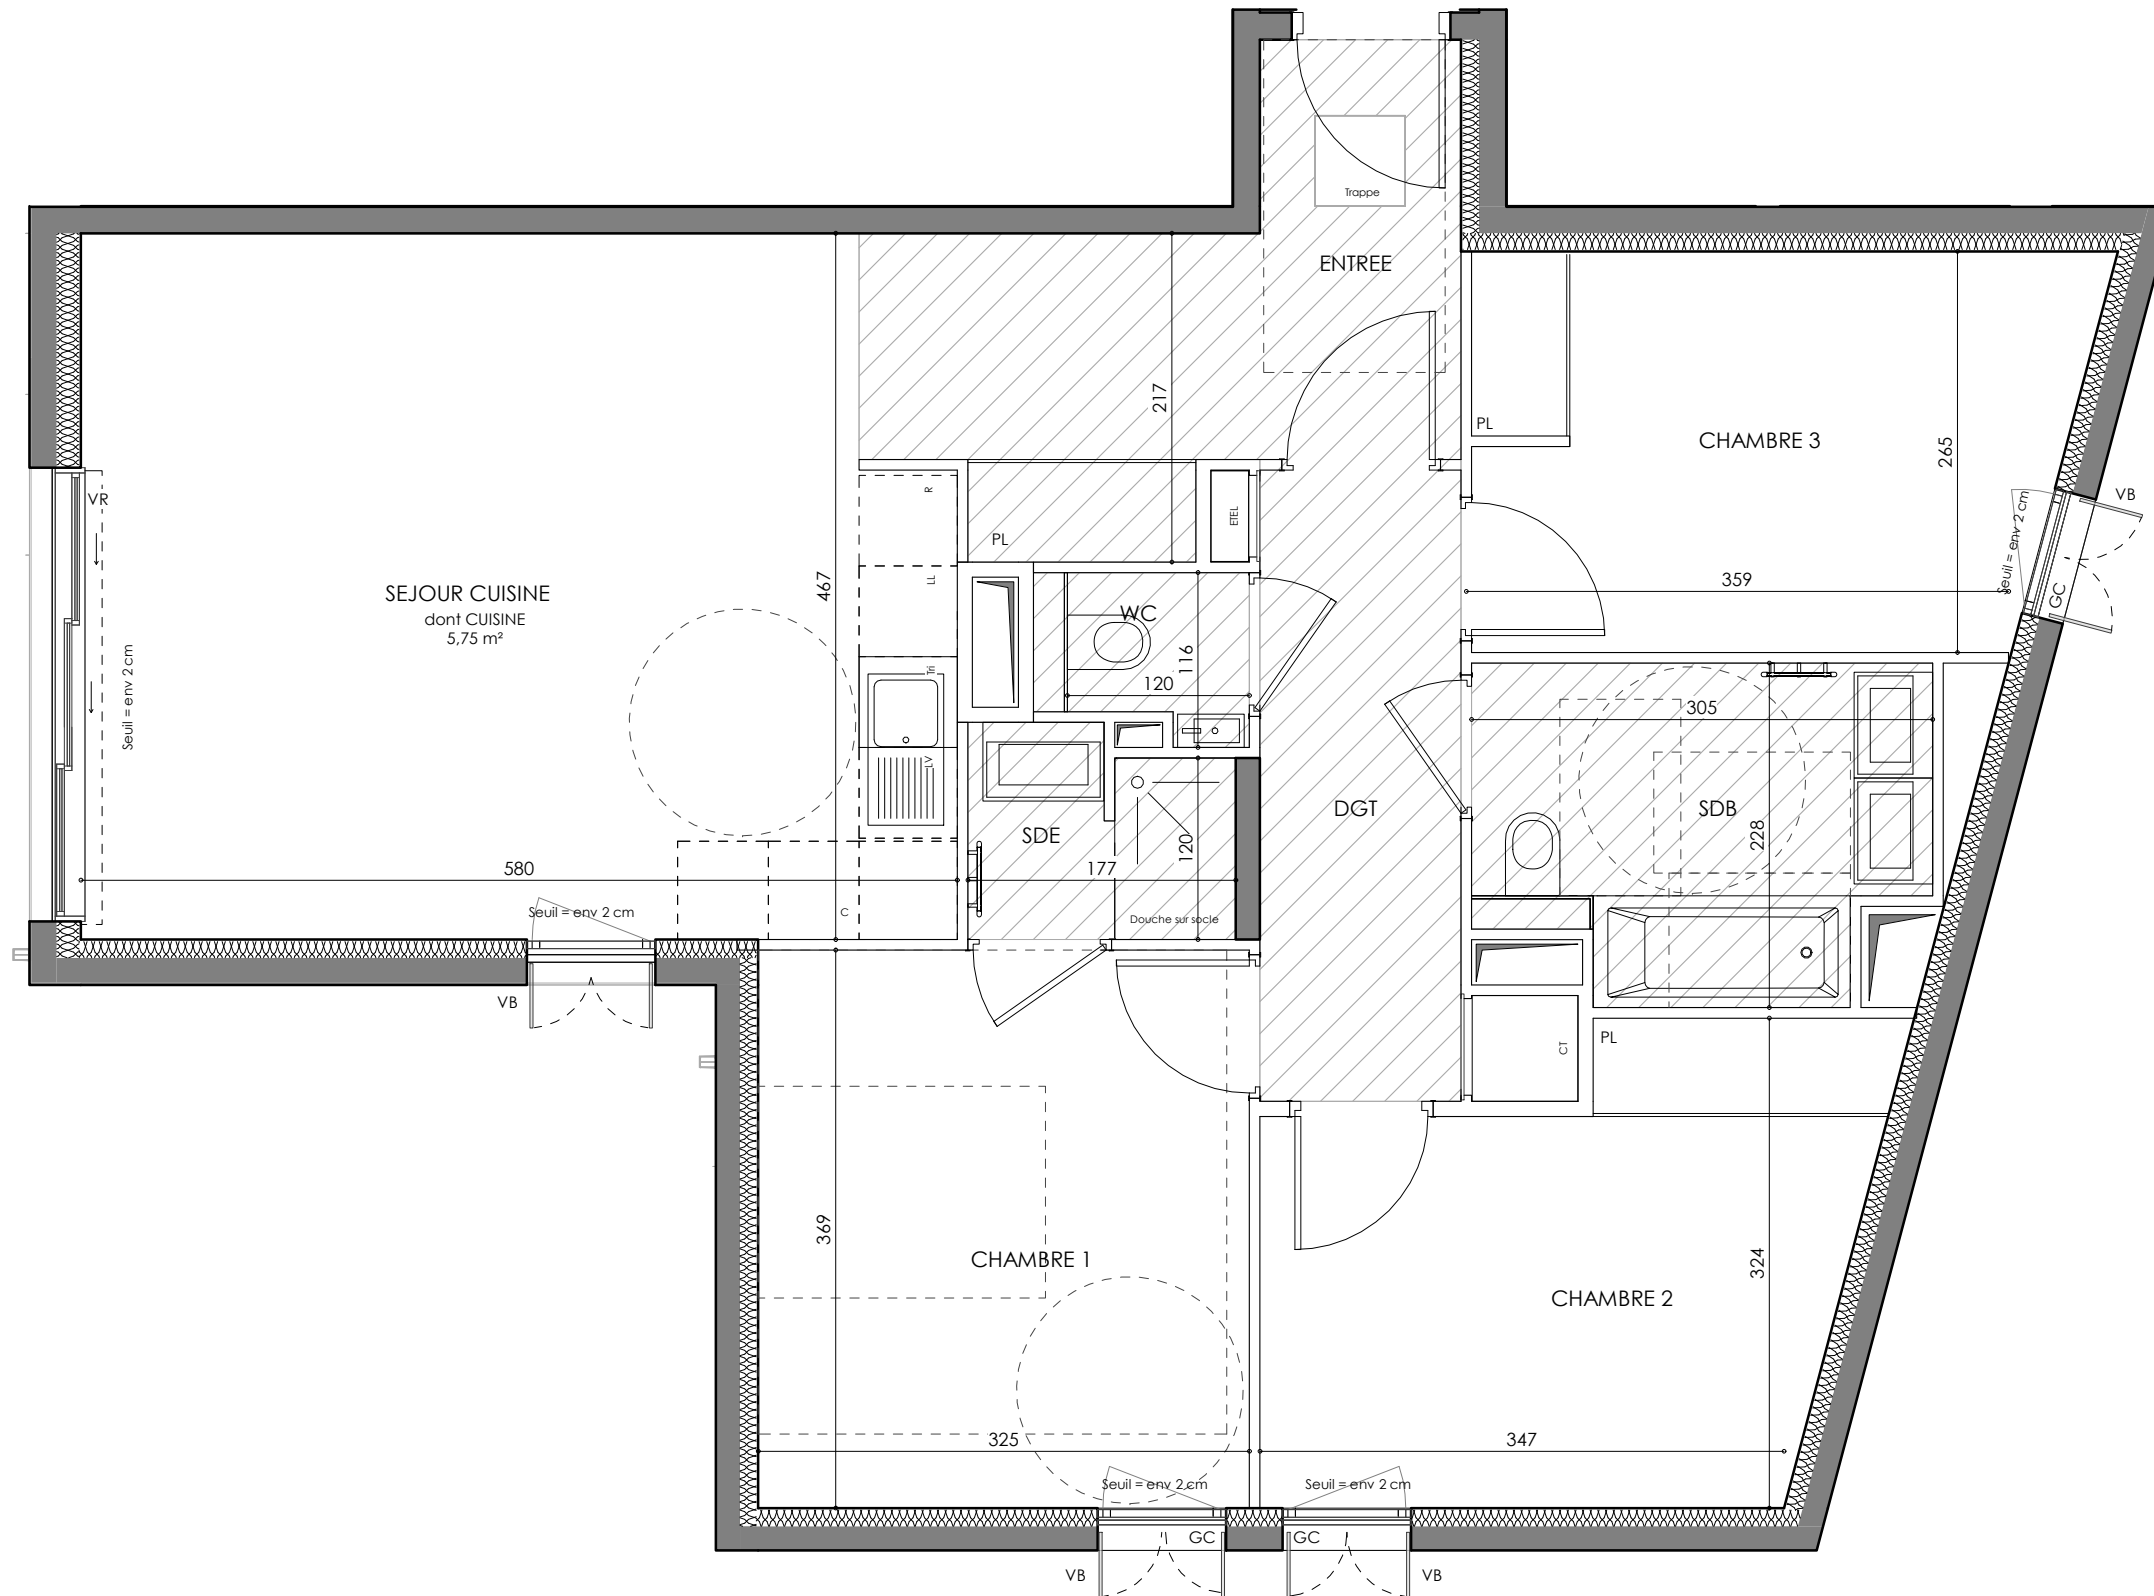 Trappe
ENTREE
217
PL
CHAMBRE 3
265
VR
R
VB
Seuil = env 2 cm
GC
ETEL
PL
LL
467
359
SEJOUR CUISINE
dont CUISINE
5,75 m²
WC
116
120
Seuil = env 2 cm
Tri
305
LV
SDE
DGT
SDB
228
120
580
177
C
Seuil = env 2 cm
Douche sur socle
VB
CT
PL
369
CHAMBRE 1
324
CHAMBRE 2
325
347
Seuil = env 2 cm
Seuil = env 2 cm
GC
GC
VB
VB